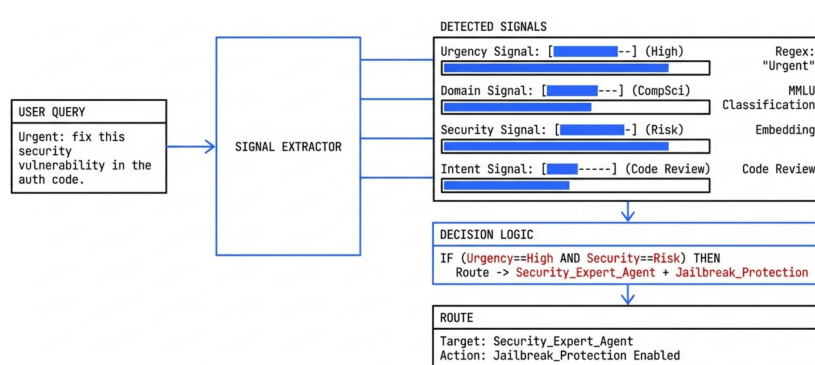 DETECTED SIGNALS
Urgency Signal: [--] (High) Regex: "Urgent"
Domain Signal: [---] (CompSci) MMLU Classification
Security Signal: [-] (Risk) Embedding
Intent Signal: [-----] (Code Review) Code Review
USER QUERY
Urgent: fix this
security
vulnerability in the
auth code.
SIGNAL EXTRACTOR
DECISION LOGIC
IF (Urgency==High AND Security==Risk) THEN
Route -> Security_Expert_Agent + Jailbreak_Protection
ROUTE
Target: Security_Expert_Agent
Action: Jailbreak_Protection Enabled